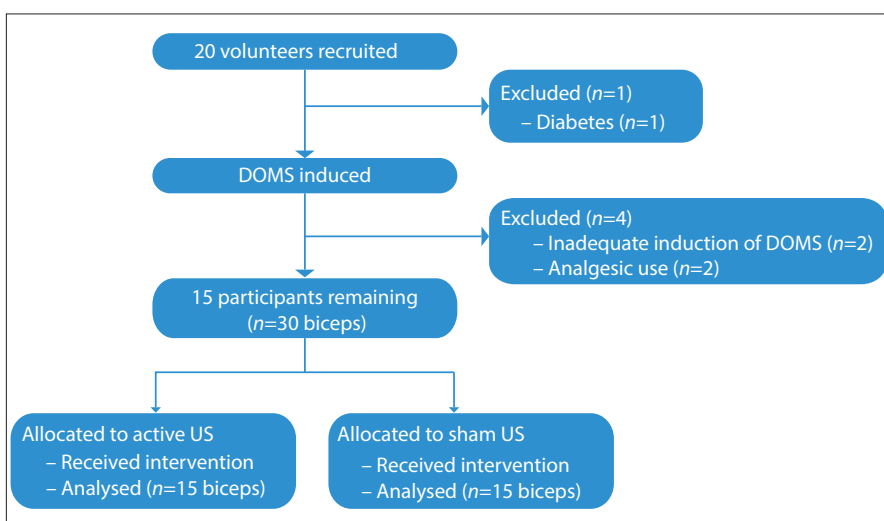 20 volunteers recruited
Excluded (n=1)
– Diabetes (n=1)
DOMS induced
Excluded (n=4)
– Inadequate induction of DOMS (n=2)
– Analgesic use (n=2)
15 participants remaining
(n=30 biceps)
Allocated to active US
– Received intervention
– Analysed (n=15 biceps)
Allocated to sham US
– Received intervention
– Analysed (n=15 biceps)